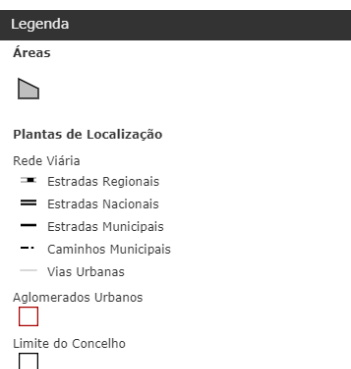 Legenda
Áreas
Plantas de Localização
Rede Viária
Estradas Regionais
Estradas Nacionais
Estradas Municipais
Caminhos Municipais
Vias Urbanas
Aglomerados Urbanos
Limite do Concelho